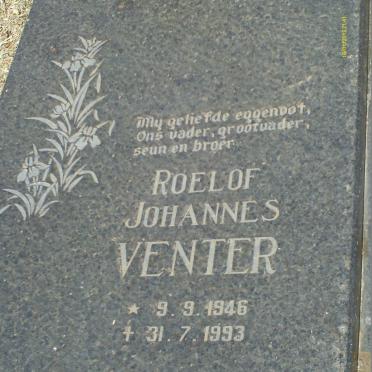 My geliefde eggenoot,
Ons vader, grootvader,
seun en broer
ROELOF
JOHANNES
VENTER
* 9.9.1946
† 31.7.1993